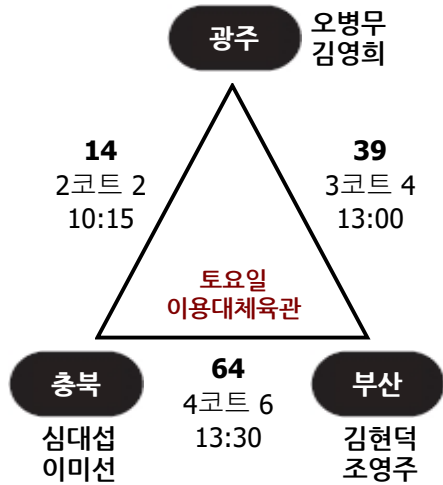 광주
오병무
김영희
14
2코트 2
10:15
39
3코트 4
13:00
토요일
이용대체육관
충북
심대섭
이미선
64
4코트 6
13:30
부산
김현덕
조영주